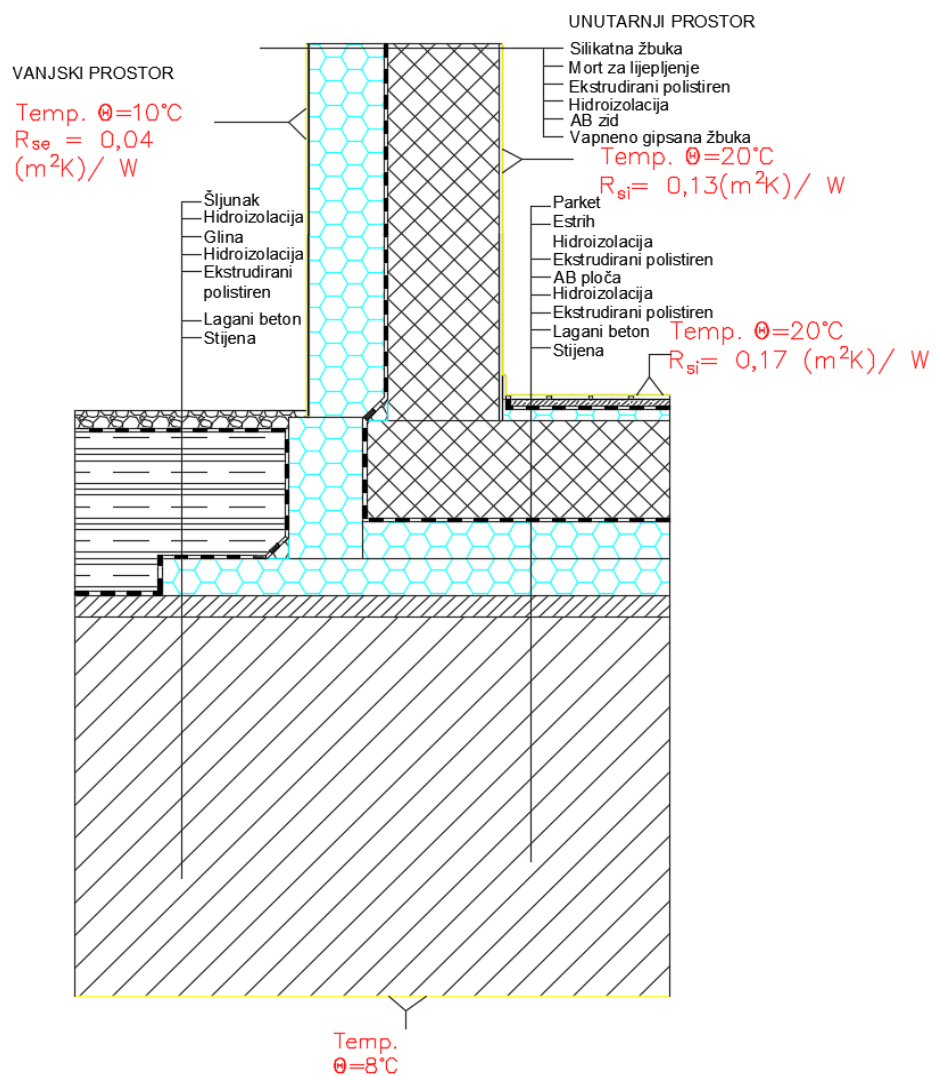 UNUTARNJI PROSTOR
Silikatna žbuka
Mort za lijepljenje
Ekstrudirani polistiren
Hidroizolacija
AB zid
Vapneno gipsana žbuka
VANJSKI PROSTOR
Temp. Θ=10°C
Rse = 0,04
(m²K)/ W
Temp. Θ=20°C
Rsi= 0,13(m²K)/ W
Šljunak
Hidroizolacija
Glina
Hidroizolacija
Ekstrudirani
polistiren
Lagani beton
Stijena
Parket
Estrih
Hidroizolacija
Ekstrudirani polistiren
AB ploča
Hidroizolacija
Ekstrudirani polistiren
Lagani beton
Stijena
Temp. Θ=20°C
Rsi= 0,17 (m²K)/ W
Temp.
Θ=8°C